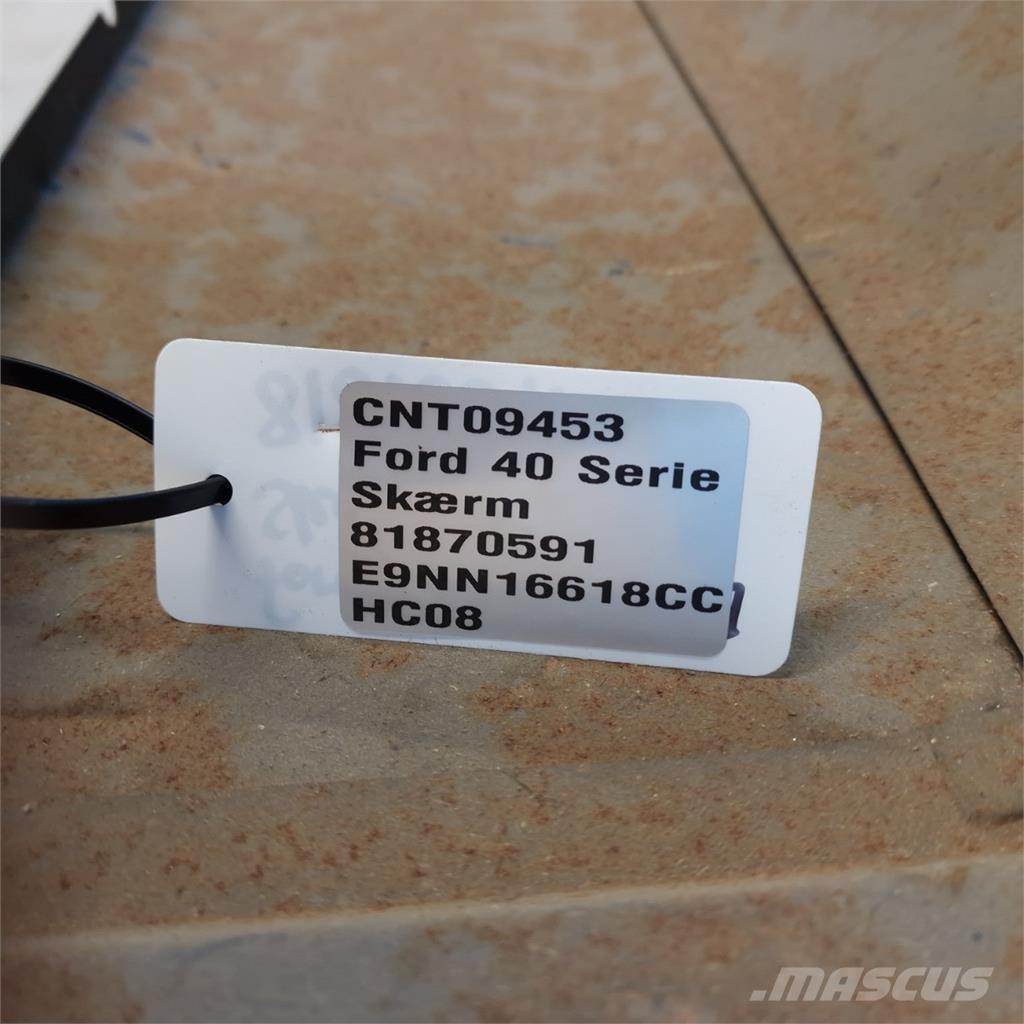 CNT09453
Ford 40 Serie
Skærm
81870591
E9NN16618CC
HC08
.MASCUS